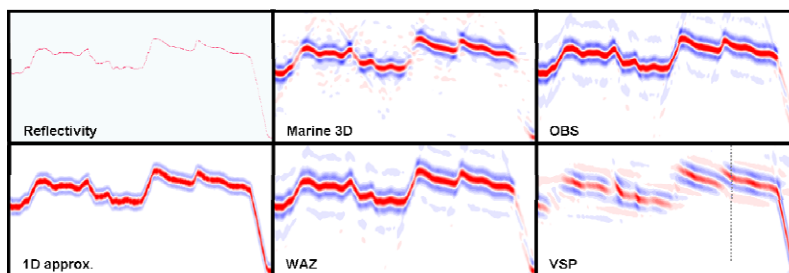 Reflectivity
Marine 3D
OBS
1D approx.
WAZ
VSP